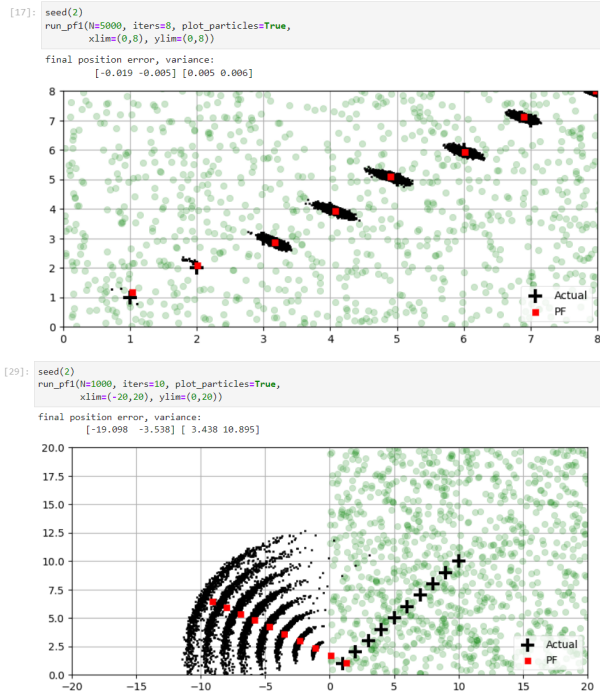 [17]: seed(2)
run_pf1(N=5000, iters=8, plot_particles=True,
xlim=(0,8), ylim=(0,8))
final position error, variance:
[-0.019 -0.005] [0.005 0.006]
8
7
6
5
4
3
2
1
0
0 1 2 3 4 5 6 7 8
Actual
PF
[29]: seed(2)
run_pf1(N=1000, iters=10, plot_particles=True,
xlim=(-20,20), ylim=(0,20))
final position error, variance:
[-19.098 -3.538] [ 3.438 10.895]
20.0
17.5
15.0
12.5
10.0
7.5
5.0
2.5
0.0
−20 −15 −10 −5 0 5 10 15 20
Actual
PF